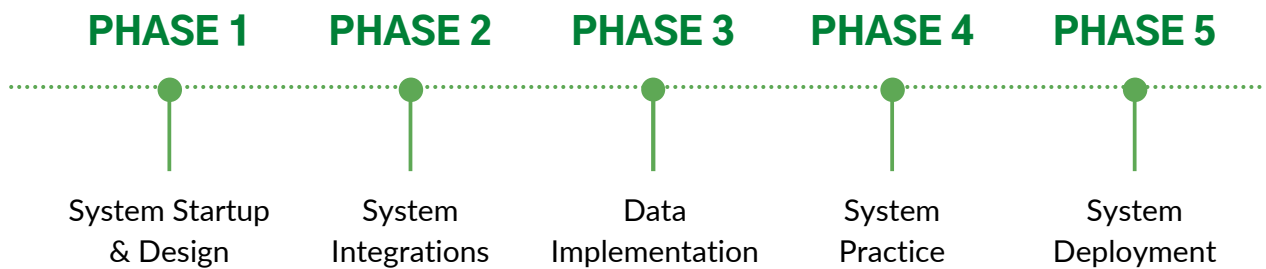 PHASE 1
PHASE 2
PHASE 3
PHASE 4
PHASE 5
System Startup
& Design
System
Integrations
Data
Implementation
System
Practice
System
Deployment